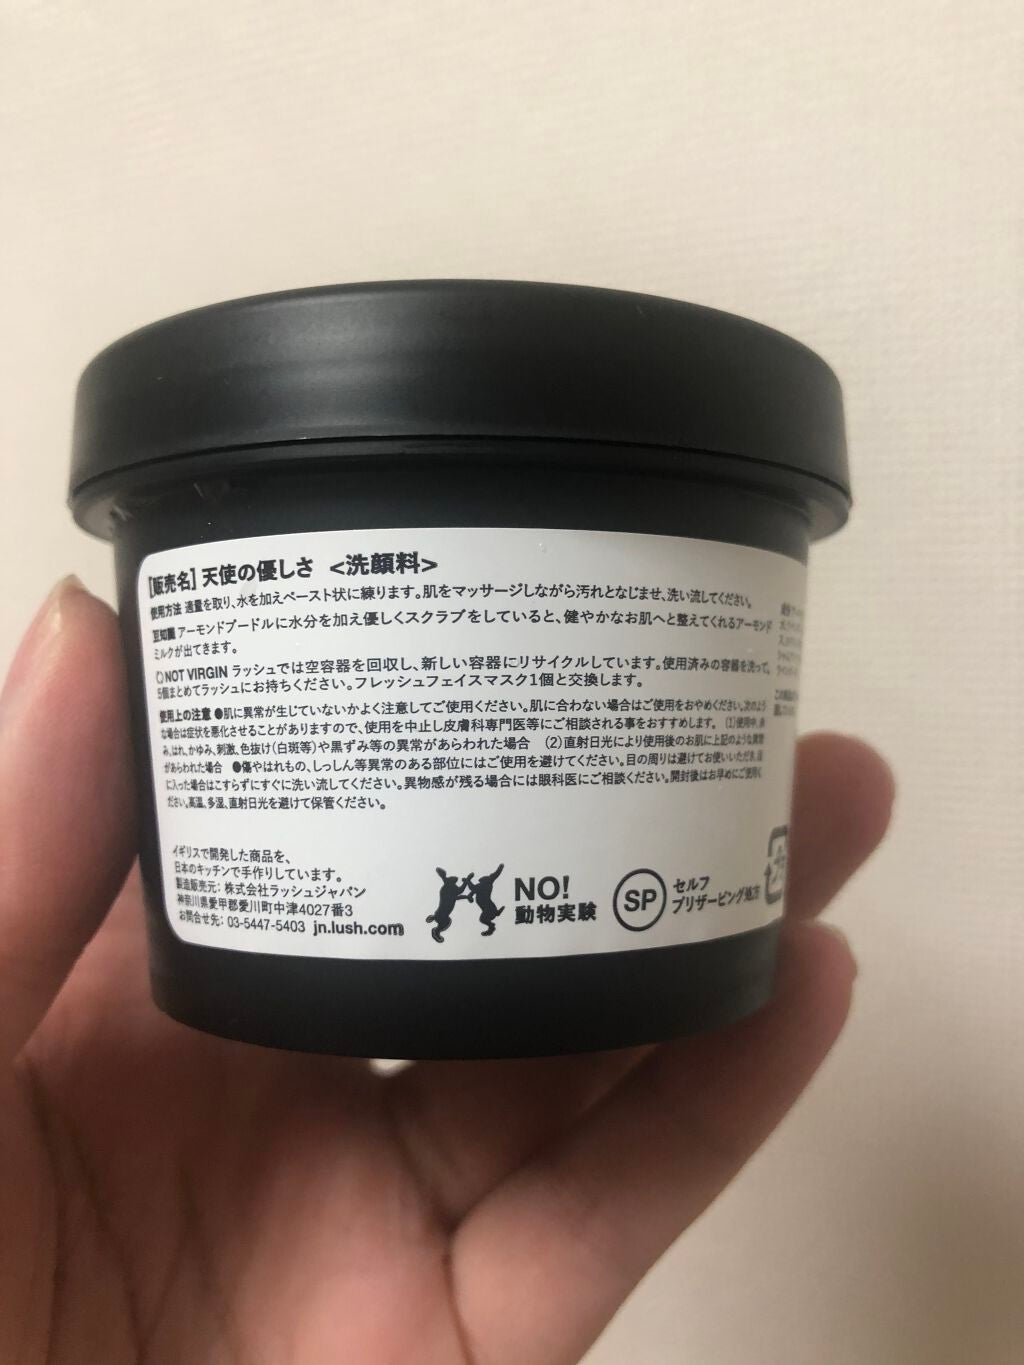 [販売名] 天使の優しさ <洗顔料>
使用方法 適量を取り、水を加えペースト状に練ります。肌をマッサージしながら汚れとなじませ、洗い流してください。
豆知識 アーモンドプードルに水分を加え優しくスクラブをしていると、健やかなお肌へと整えてくれるアーモンド
ミルクが出てきます。
NOT VIRGIN ラッシュでは空容器を回収し、新しい容器にリサイクルしています。使用済みの容器を洗って、
5個まとめてラッシュにお持ちください。フレッシュフェイスマスク1個と交換します。
使用上の注意 ●肌に異常が生じていないかよく注意してご使用ください。肌に合わない場合はご使用をおやめください。次のよう
な場合は症状を悪化させることがありますので、使用を中止し皮膚科専門医等にご相談される事をおすすめします。 (1)使用中、赤
み、はれ、かゆみ、刺激、色抜け(白斑等)や黒ずみ等の異常があらわれた場合 (2)直射日光により使用後のお肌に上記のような異常
があらわれた場合 ●傷やはれもの、しっしん等異常のある部位にはご使用を避けてください。目の周りは避けてお使いいただき、目
に入った場合はこすらずにすぐに洗い流してください。異物感が残る場合には眼科医にご相談ください。開封後はお早めにご使用く
ださい。高温、多湿、直射日光を避けて保管ください。
イギリスで開発した商品を、
日本のキッチンで手作りしています。
製造販売元: 株式会社ラッシュジャパン
神奈川県愛甲郡愛川町中津4027番3
お問合せ先: 03-5447-5403 jn.lush.com
NO!
動物実験
SP
セルフ
プリザービング処方